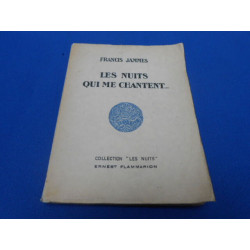 FRANCIS JAMMES
LES NUITS
QUI ME CHANTENT...
COLLECTION "LES NUITS"
ERNEST FLAMMARION